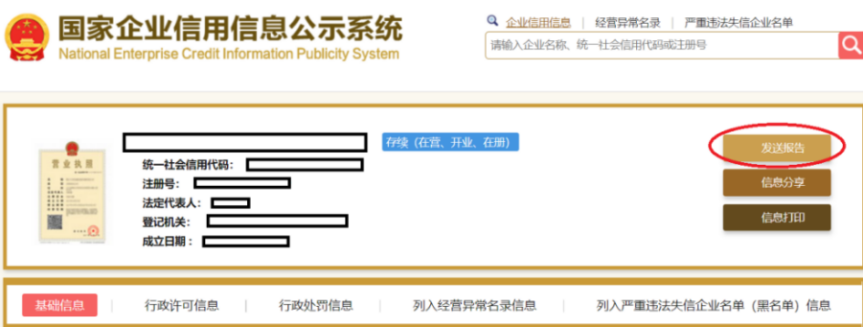 国家企业信用信息公示系统
National Enterprise Credit Information Publicity System
企业信用信息 | 经营异常名录 | 严重违法失信企业名单
请输入企业名称、统一社会信用代码或注册号
营业执照
存续（在营、开业、在册）
统一社会信用代码：
注册号：
法定代表人：
登记机关：
成立日期：
发送报告
信息分享
信息打印
基础信息 | 行政许可信息 | 行政处罚信息 | 列入经营异常名录信息 | 列入严重违法失信企业名单（黑名单）信息